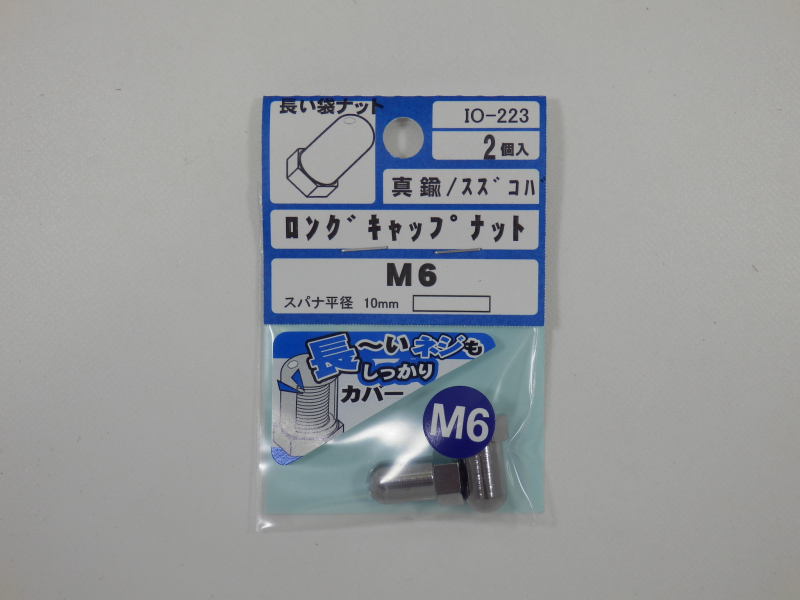 長い袋ナット
IO-223
2個入
真鍮/ｽｽﾞｺﾊ
ﾛﾝｸﾞｷｬｯﾌﾟﾅｯﾄ
M6
スパナ平径 10mm
長〜いネジも
しっかり
カバー
M6